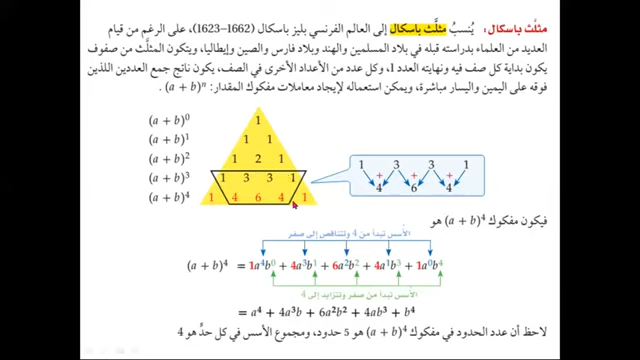 مثلث باسكال: يُنسبُ مثلَّث باسكال إلى العالم الفرنسي بليز باسكال (1662–1623)، على الرغم من قيام
العديد من العلماء بدراسته قبله في بلاد المسلمين والهند وبلاد فارس والصين وإيطاليا، ويتكون المثلَّث من صفوف
يكون بداية كل صف فيه ونهايته العدد 1، وكل عدد من الأعداد الأخرى في الصف، يكون ناتج جمع العددين اللذين
فوقه على اليمين واليسار مباشرة، ويمكن استعماله لإيجاد معاملات مفكوك المقدار: (a + b)ⁿ .
(a + b)⁰ 1
(a + b)¹ 1 1
(a + b)² 1 2 1
(a + b)³ 1 3 3 1
(a + b)⁴ 1 4 6 4 1
1 3 3 1
+ + +
4 6 4
فيكون مفكوك (a + b)⁴ هو
الأسس تبدأ من 4 وتتناقص إلى صفر
(a + b)⁴ = 1a⁴b⁰ + 4a³b¹ + 6a²b² + 4a¹b³ + 1a⁰b⁴
الأسس تبدأ من صفر وتتزايد إلى 4
= a⁴ + 4a³b + 6a²b² + 4ab³ + b⁴
لاحظ أن عدد الحدود في مفكوك (a + b)⁴ هو 5 حدود، ومجموع الأسس في كل حدٍّ هو 4